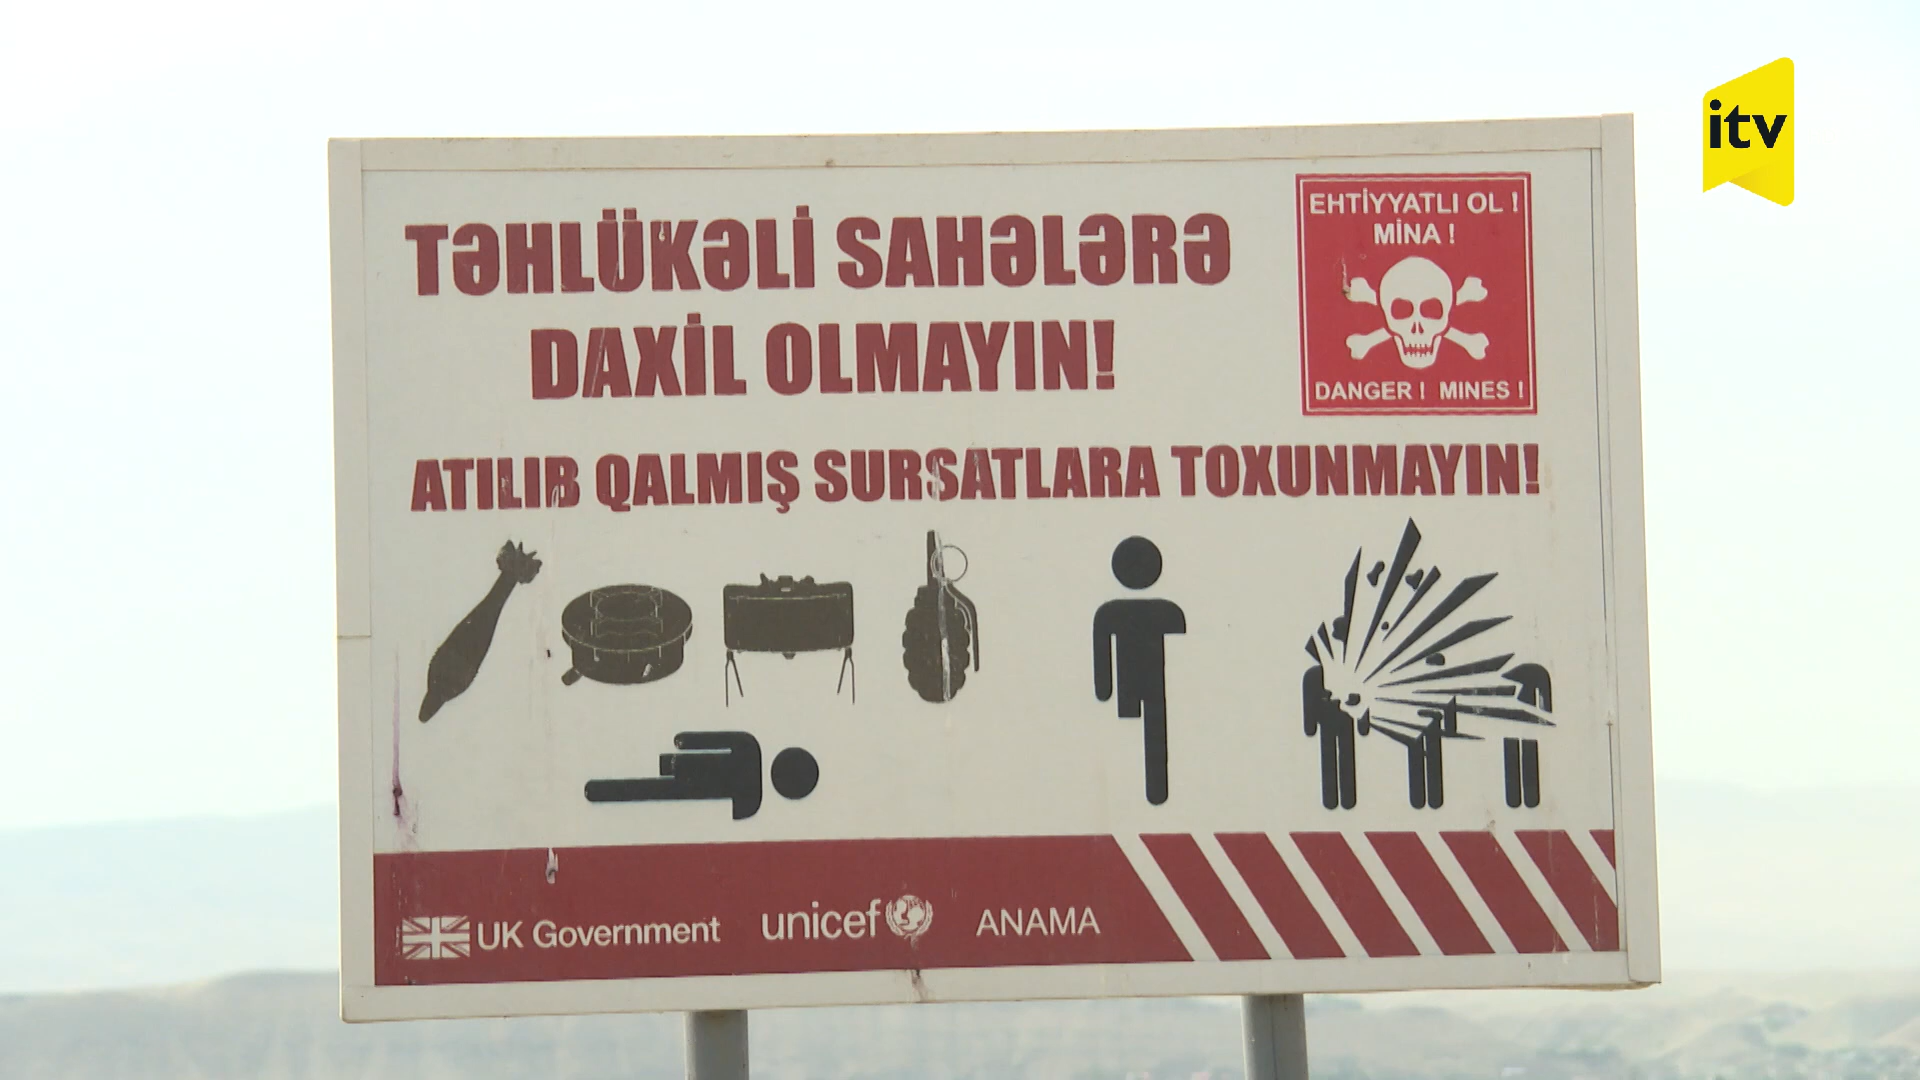 itv
TƏHLÜKƏLİ SAHƏLƏRƏ
DAXİL OLMAYIN!
EHTİYYATLI OL !
MİNA !
DANGER ! MINES !
ATILIB QALMIŞ SURSATLARA TOXUNMAYIN!
UK Government
unicef
ANAMA